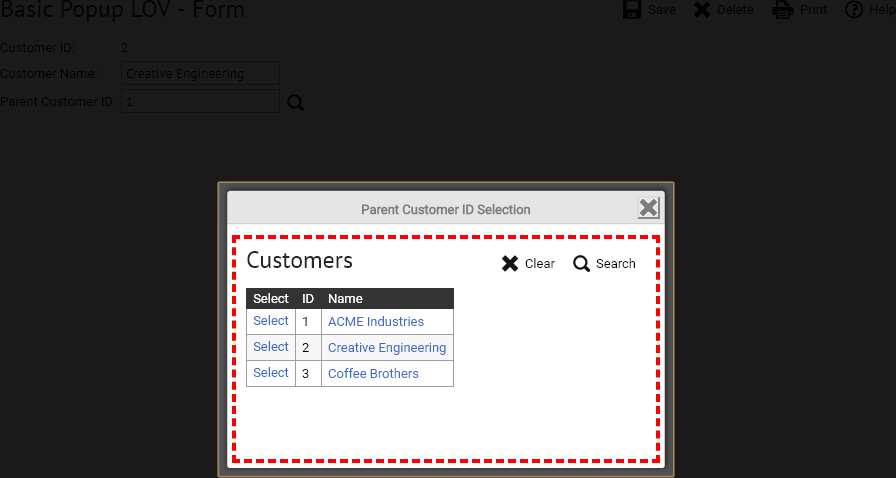 Basic Popup LOV - Form
Save Delete Print Help
Customer ID: 2
Customer Name: Creative Engineering
Parent Customer ID: 1
Parent Customer ID Selection
Customers
Clear Search
Select ID Name
Select 1 ACME Industries
Select 2 Creative Engineering
Select 3 Coffee Brothers